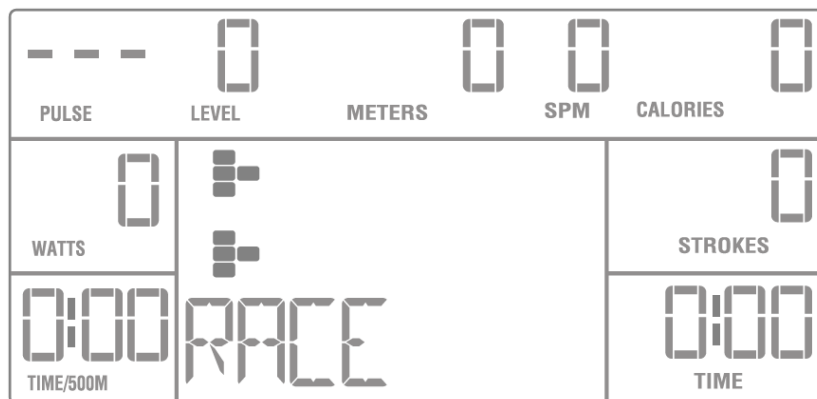 --- 0 0 0 0
PULSE LEVEL METERS SPM CALORIES
0 0
WATTS STROKES
0:00 RACE 0:00
TIME/500M TIME